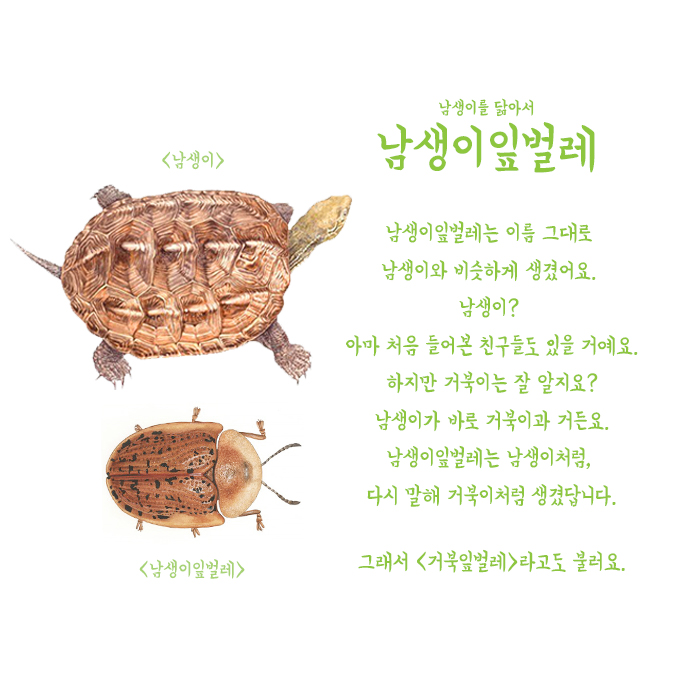 남생이를 닮아서
남생이잎벌레
<남생이>
남생이잎벌레는 이름 그대로
남생이와 비슷하게 생겼어요.
남생이?
아마 처음 들어본 친구들도 있을 거예요.
하지만 거북이는 잘 알지요?
남생이가 바로 거북이과 거든요.
남생이잎벌레는 남생이처럼,
다시 말해 거북이처럼 생겼답니다.
그래서 <거북잎벌레>라고도 불러요.
<남생이잎벌레>